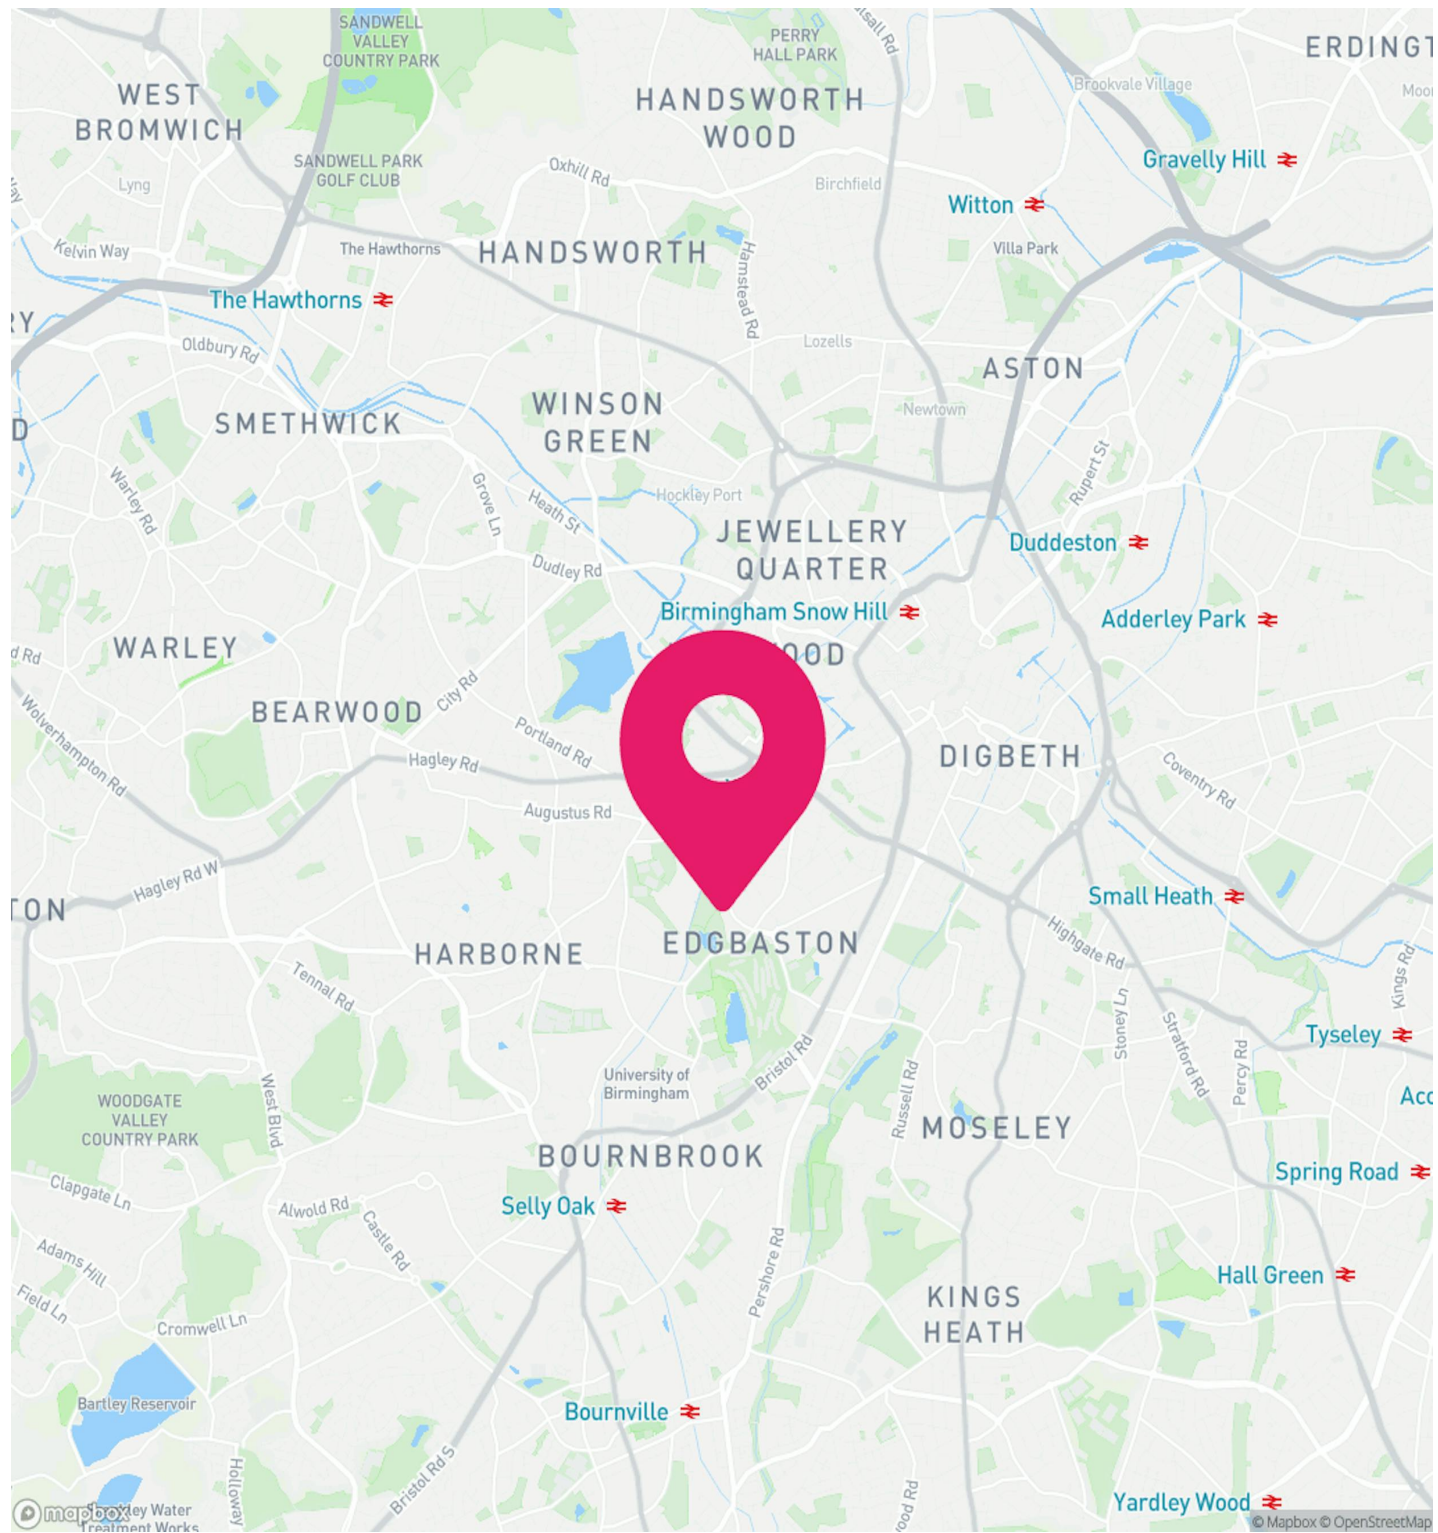 SANDWELL
VALLEY
COUNTRY PARK
PERRY
HALL PARK
ERDINGT
WEST
BROMWICH
HANDSWORTH
WOOD
Brookvale Village
Moo
Lyng
SANDWELL PARK
GOLF CLUB
Oxhill Rd
Birchfield
Gravelly Hill
Witton
Villa Park
Kelvin Way
The Hawthorns
HANDSWORTH
Hamstead Rd
The Hawthorns
Oldbury Rd
Lozells
ASTON
SMETHWICK
WINSON
GREEN
Newtown
Rupert St
Warley Rd
Grove Ln
Heath St
Hockley Port
JEWELLERY
QUARTER
Duddeston
Dudley Rd
Birmingham Snow Hill
Adderley Park
WARLEY
OOD
d Rd
Wolverhampton Rd
BEARWOOD
City Rd
Portland Rd
Hagley Rd
DIGBETH
Coventry Rd
Augustus Rd
Hagley Rd W
TON
Small Heath
HARBORNE
EDGBASTON
Highgate Rd
Kings Rd
Tennal Rd
Stoney Ln
Stratford Rd
Percy Rd
Tyseley
University of
Birmingham
Bristol Rd
Russell Rd
West Blvd
WOODGATE
VALLEY
COUNTRY PARK
Acc
MOSELEY
BOURNBROOK
Spring Road
Clapgate Ln
Alwold Rd
Selly Oak
Castle Rd
Adams Hill
Pershore Rd
Hall Green
Field Ln
Cromwell Ln
KINGS
HEATH
Bartley Reservoir
Bournville
Bristol Rd S
Holloway
Yardley Wood
mapbox
ley Water
Treatment Works
© Mapbox © OpenStreetMap